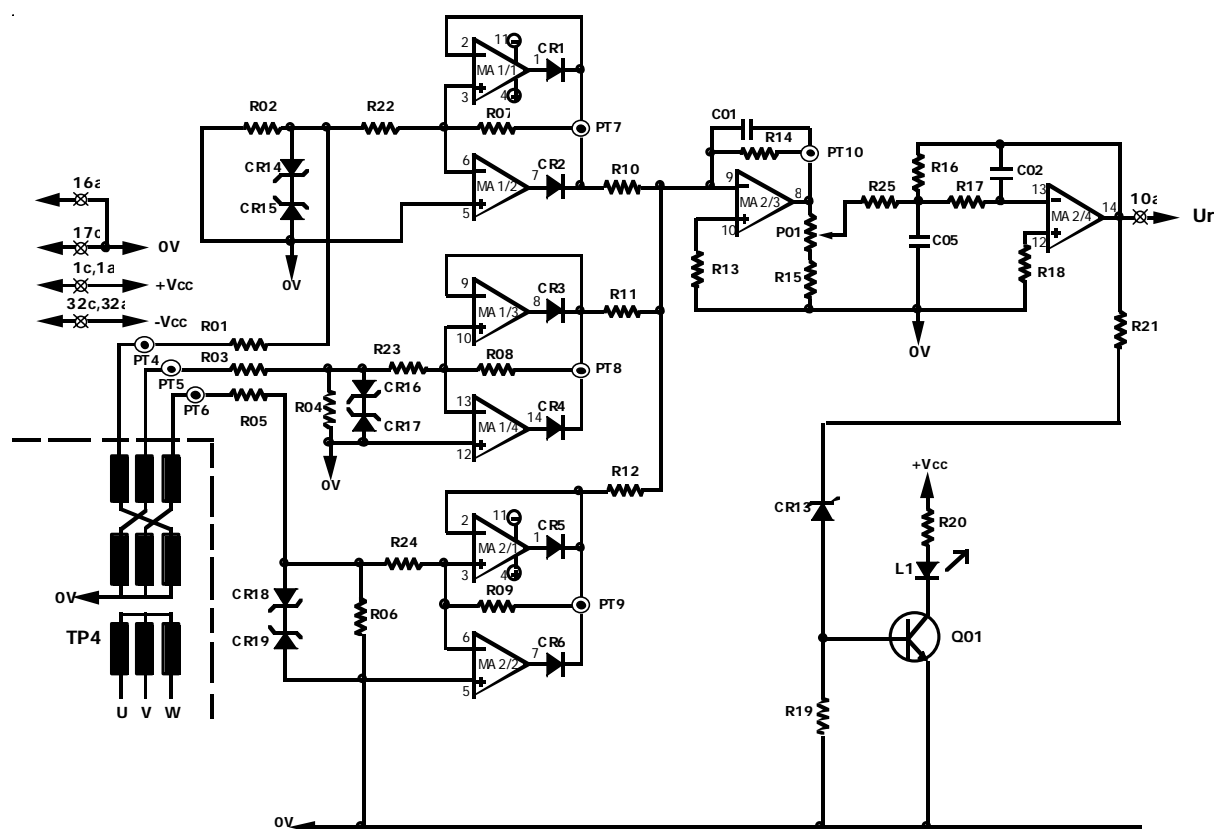 2
11
1
CR1
MA 1/1
3
4
R02
R22
R07
PT7
C01
R14
PT10
CR14
6
7
CR2
R10
MA 1/2
5
CR15
9
8
MA 2/3
10
P01
R25
R16
R17
C02
13
14
10a
MA 2/4
12
Ur
C05
R13
R15
R18
16a
17c
0V
1c,1a
+Vcc
32c,32a
-Vcc
0V
9
8
CR3
R11
MA 1/3
10
0V
R21
R01
PT4
R03
PT5
R23
R08
PT8
CR16
PT6
R05
R04
CR17
13
14
CR4
MA 1/4
12
0V
R12
+Vcc
CR13
R20
2
11
1
CR5
MA 2/1
3
4
R24
L1
0V
CR18
R06
R09
PT9
TP4
CR19
6
7
CR6
MA 2/2
5
Q01
U V W
R19
0V